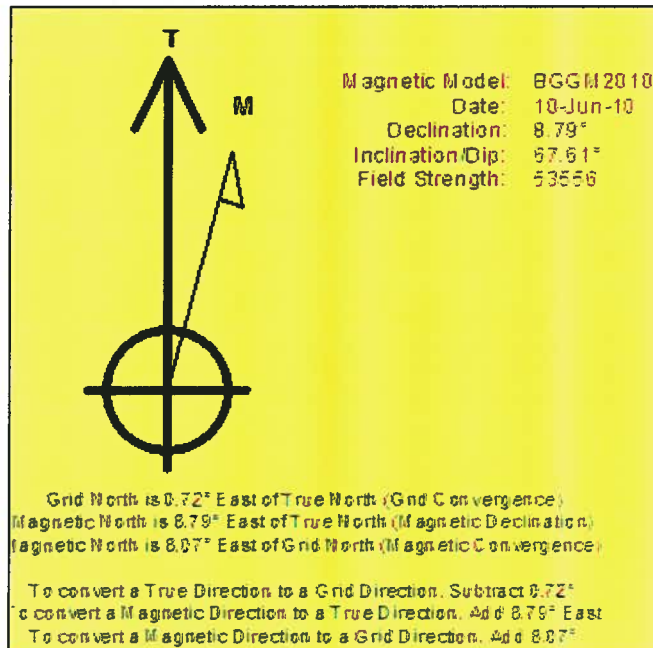 T
M
Magnetic Model: BGGM2010
Date: 10-Jun-10
Declination: 8.79°
Inclination/Dip: 67.61°
Field Strength: 53556
Grid North is 0.72° East of True North (Grid Convergence)
Magnetic North is 8.79° East of True North (Magnetic Declination)
Magnetic North is 8.07° East of Grid North (Magnetic Convergence)
To convert a True Direction to a Grid Direction, Subtract 0.72°
To convert a Magnetic Direction to a True Direction, Add 8.79° East
To convert a Magnetic Direction to a Grid Direction, Add 8.07°